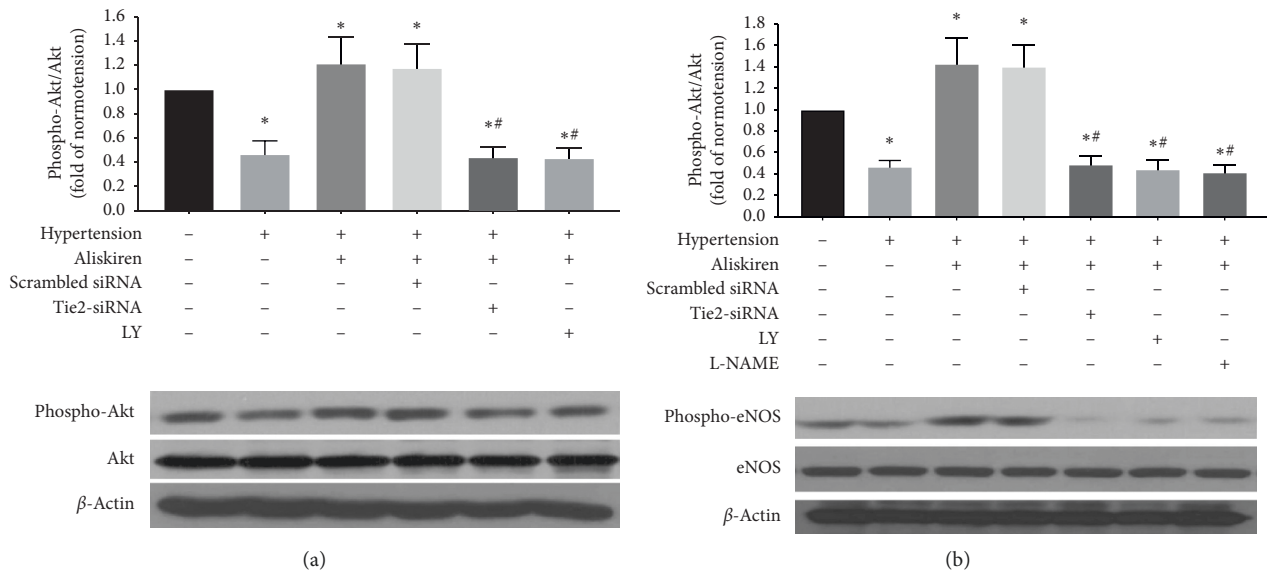 Phospho-Akt/Akt
(fold of normotension)
1.6
1.4
1.2
1.0
0.8
0.6
0.4
0.2
0.0
* * * *# *#
Hypertension – + + + + +
Aliskiren – – + + + +
Scrambled siRNA – – – + – –
Tie2-siRNA – – – – + –
LY – – – – – +
Phospho-Akt
Akt
β-Actin
(a)
Phospho-Akt/Akt
(fold of normotension)
1.8
1.6
1.4
1.2
1.0
0.8
0.6
0.4
0.2
0.0
* * * *# *# *#
Hypertension – + + + + + +
Aliskiren – – + + + + +
Scrambled siRNA – _ – + – – –
Tie2-siRNA – – – – + – –
LY – – – – – + –
L-NAME – – – – – – +
Phospho-eNOS
eNOS
β-Actin
(b)